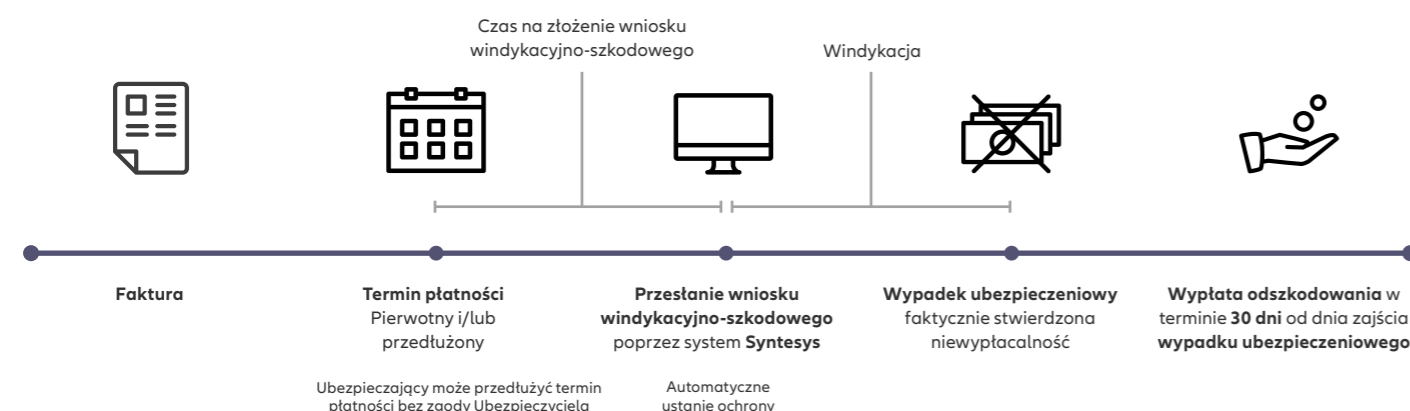 Czas na złożenie wniosku
windykacyjno-szkodowego
Windykacja
Faktura
Termin płatności
Pierwotny i/lub
przedłużony
Ubezpieczający może przedłużyć termin
płatności bez zgody Ubezpieczyciela
Przesłanie wniosku
windykacyjno-szkodowego
poprzez system Syntesys
Automatyczne
ustanie ochrony
Wypadek ubezpieczeniowy
faktycznie stwierdzona
niewypłacalność
Wypłata odszkodowania w
terminie 30 dni od dnia zajścia
wypadku ubezpieczeniowego